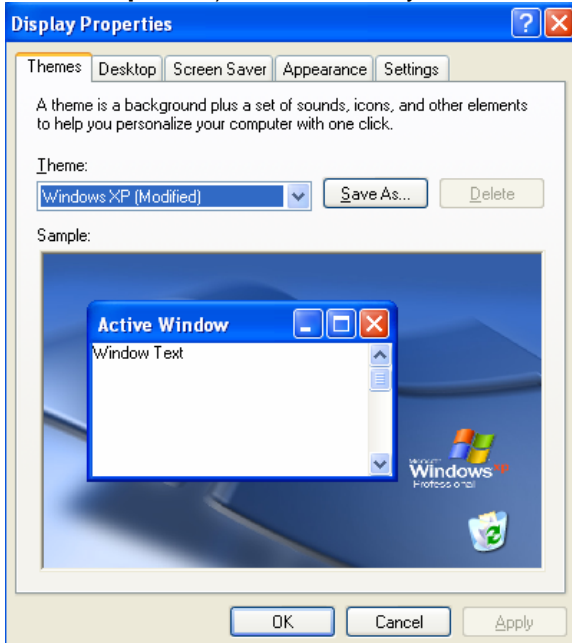 Display Properties
Themes Desktop Screen Saver Appearance Settings
A theme is a background plus a set of sounds, icons, and other elements
to help you personalize your computer with one click.
Theme:
Windows XP (Modified) Save As... Delete
Sample:
Active Window
Window Text
Microsoft
Windows xp
Professional
OK Cancel Apply